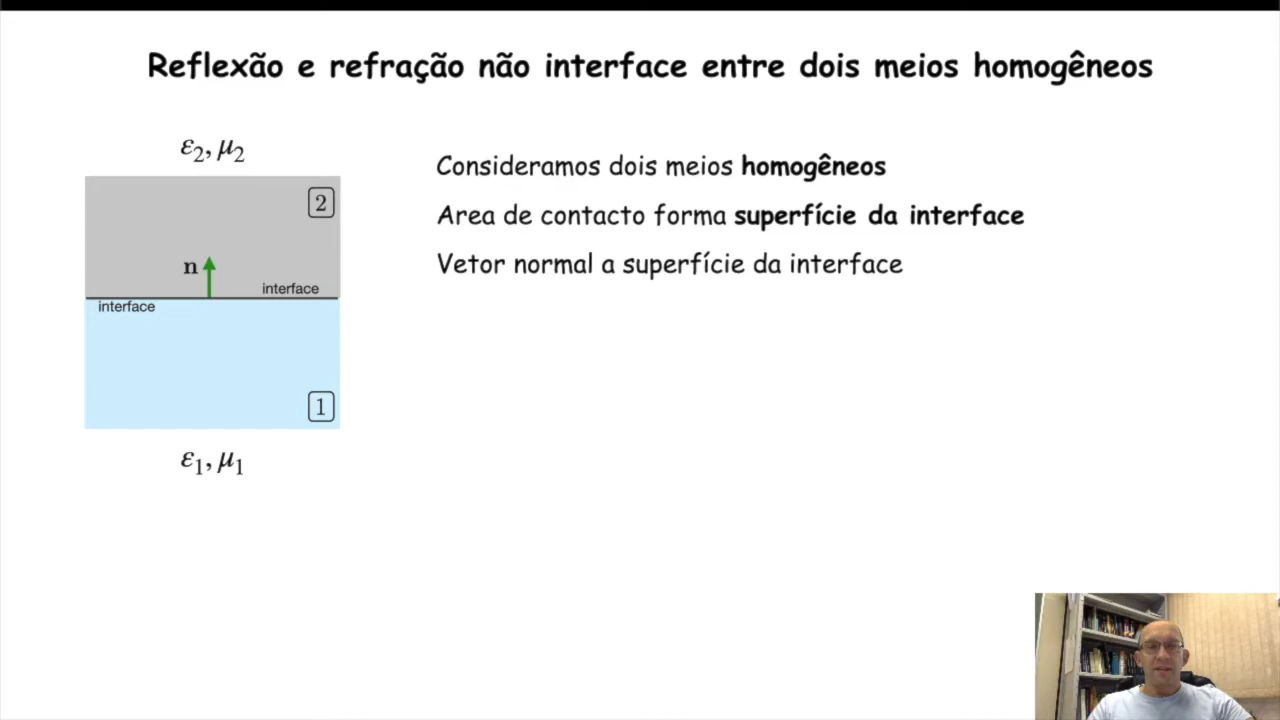 Reflexão e refração não interface entre dois meios homogêneos
ε₂, μ₂
2
n
interface
interface
1
ε₁, μ₁
Consideramos dois meios homogêneos
Area de contacto forma superfície da interface
Vetor normal a superfície da interface